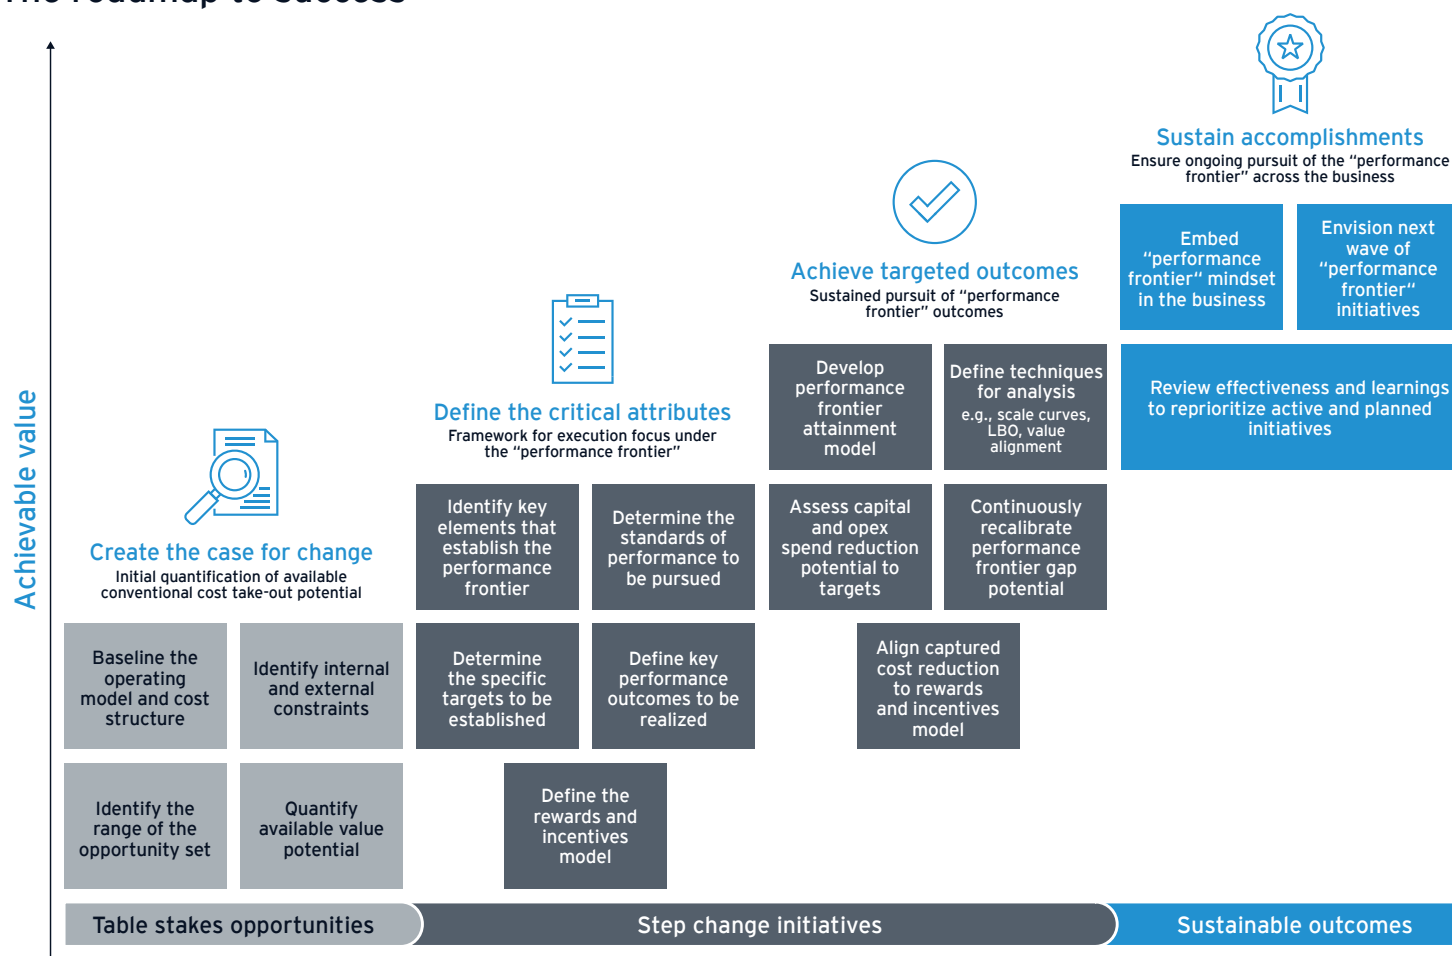 The roadmap to success
Achievable value
Create the case for change
Initial quantification of available
conventional cost take-out potential
Baseline the
operating
model and cost
structure
Identify internal
and external
constraints
Identify the
range of the
opportunity set
Quantify
available value
potential
Table stakes opportunities
Define the critical attributes
Framework for execution focus under
the “performance frontier”
Identify key
elements that
establish the
performance
frontier
Determine the
standards of
performance to
be pursued
Determine
the specific
targets to be
established
Define key
performance
outcomes to be
realized
Define the
rewards and
incentives
model
Achieve targeted outcomes
Sustained pursuit of “performance
frontier” outcomes
Develop
performance
frontier
attainment
model
Define techniques
for analysis
e.g., scale curves,
LBO, value
alignment
Assess capital
and opex
spend reduction
potential to
targets
Continuously
recalibrate
performance
frontier gap
potential
Align captured
cost reduction
to rewards
and incentives
model
Step change initiatives
Sustain accomplishments
Ensure ongoing pursuit of the “performance
frontier” across the business
Embed
“performance
frontier“ mindset
in the business
Envision next
wave of
“performance
frontier“
initiatives
Review effectiveness and learnings
to reprioritize active and planned
initiatives
Sustainable outcomes